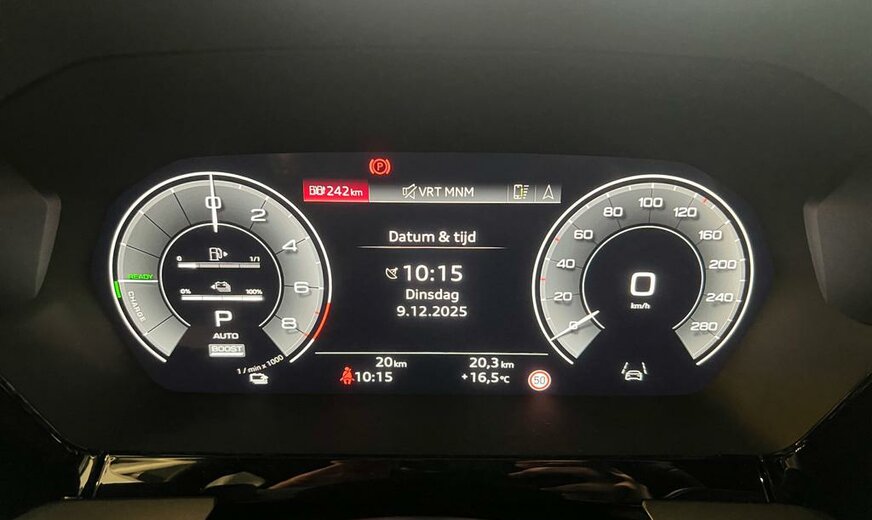 P
242 km
VRT MNM
Datum & tijd
10:15
Dinsdag
9.12.2025
20 km
20,3 km
10:15
+16,5 °C
50
0
2
4
6
8
READY
CHARGE
0
1/1
0%
100%
P
AUTO
BOOST
1 / min x 1000
0
20
40
60
80
100
120
160
200
240
280
0
km/h